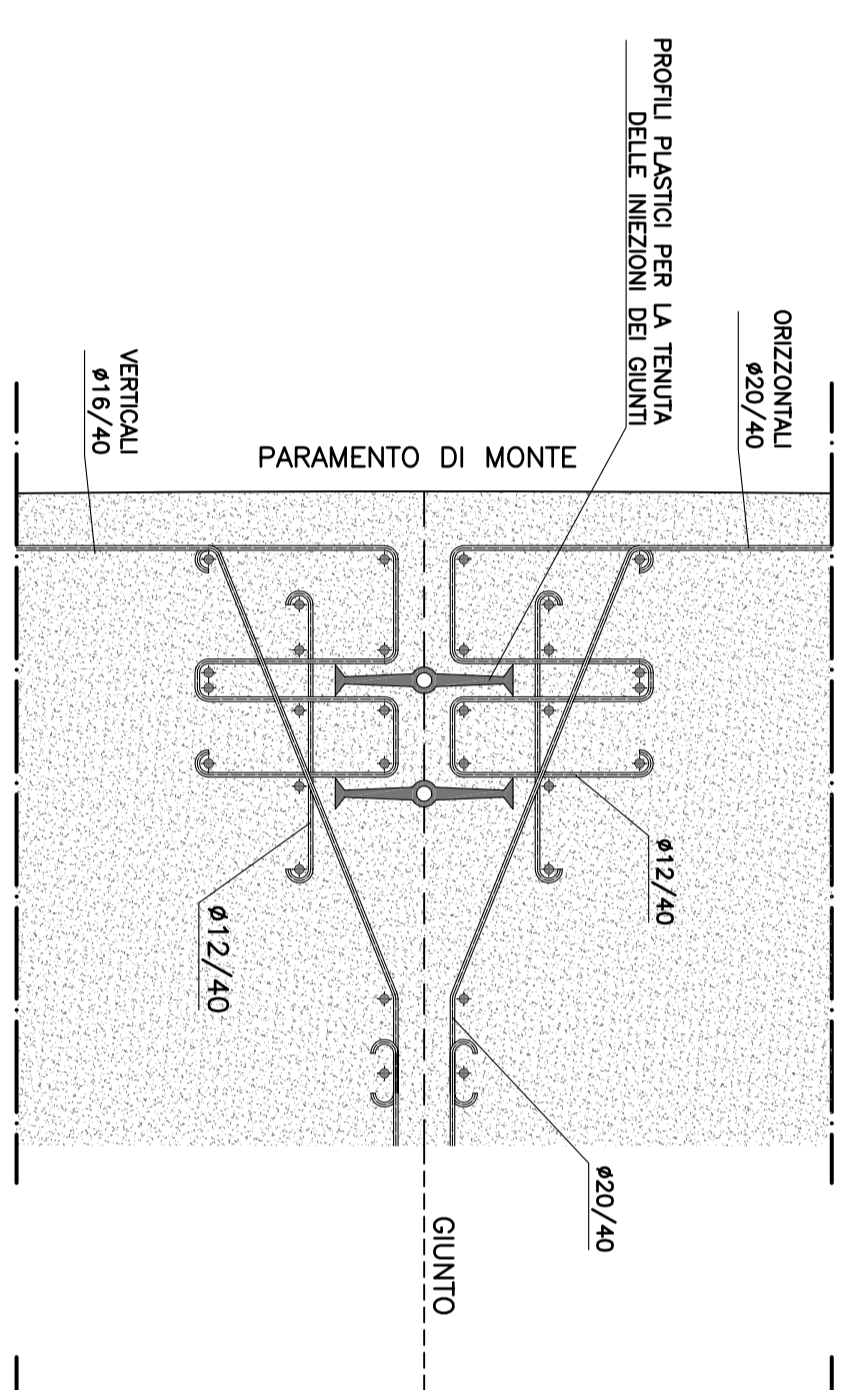 PROFILI PLASTICI PER LA TENUTA
DELLE INIEZIONI DEI GIUNTI
ORIZZONTALI
ø20/40
VERTICALI
ø16/40
PARAMENTO DI MONTE
ø12/40
ø12/40
ø20/40
GIUNTO